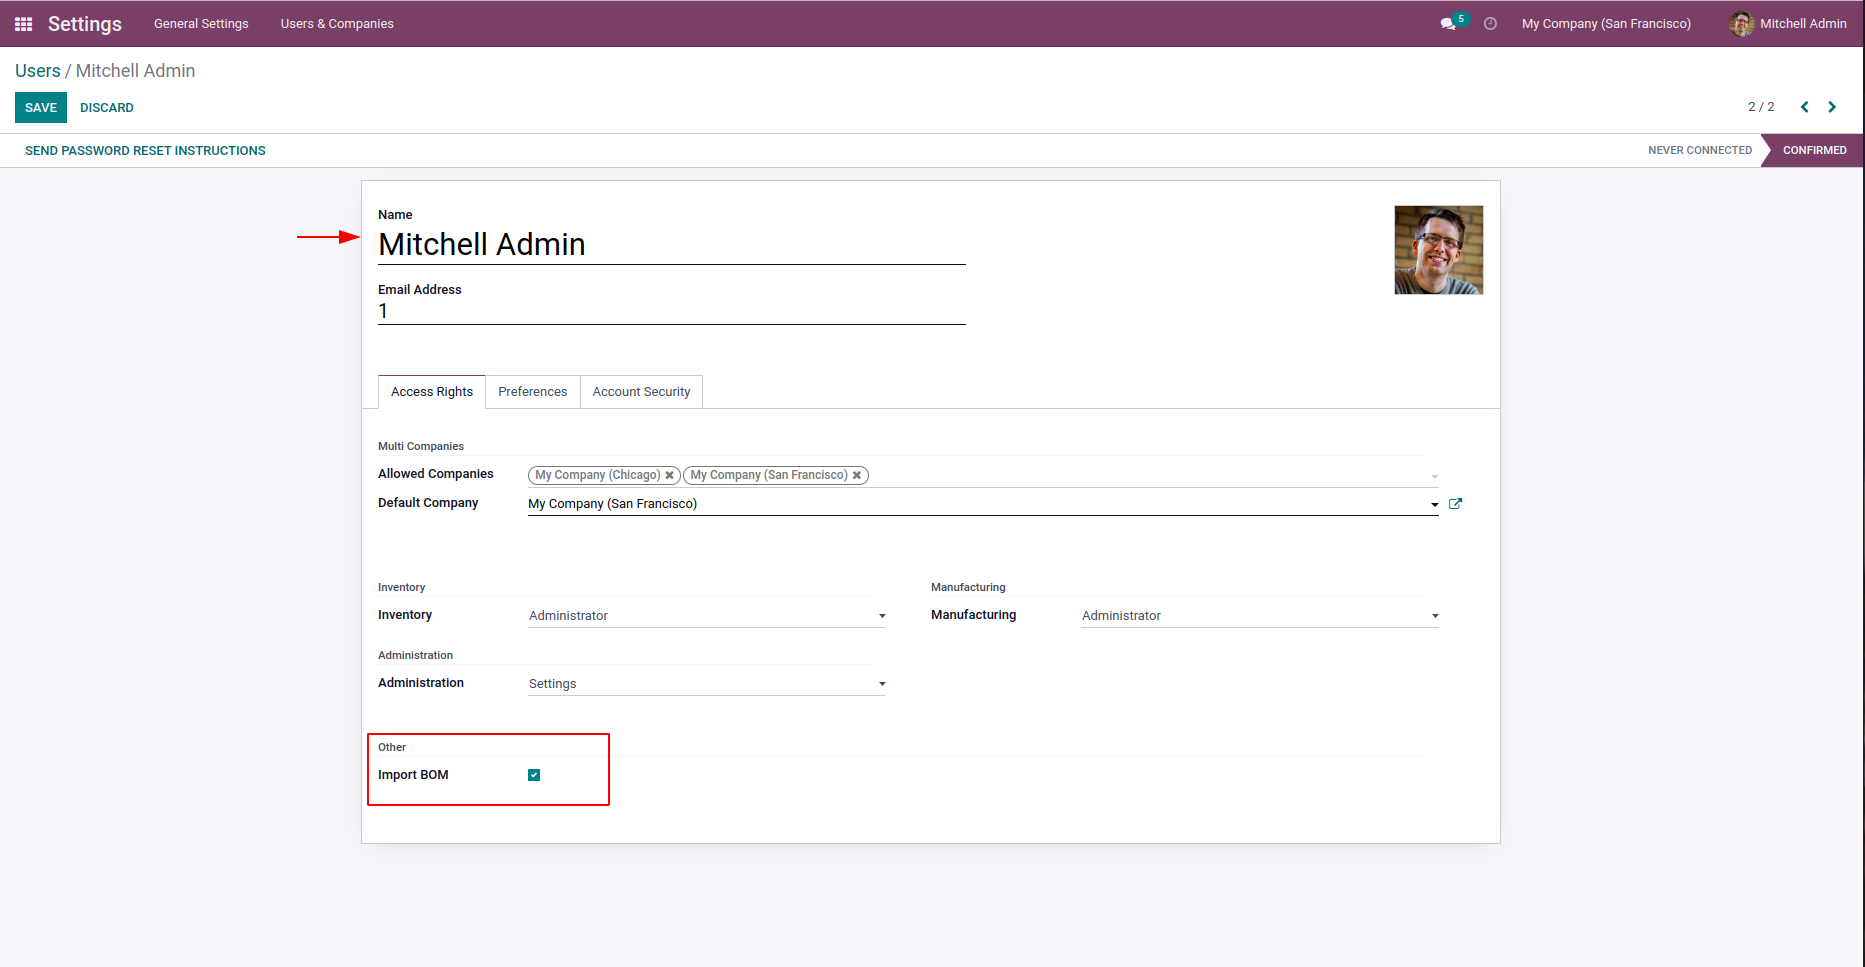 Settings General Settings Users & Companies 5 My Company (San Francisco) Mitchell Admin
Users / Mitchell Admin
SAVE DISCARD 2 / 2
SEND PASSWORD RESET INSTRUCTIONS NEVER CONNECTED CONFIRMED
Name
Mitchell Admin
Email Address
1
Access Rights Preferences Account Security
Multi Companies
Allowed Companies My Company (Chicago) My Company (San Francisco)
Default Company My Company (San Francisco)
Inventory Manufacturing
Inventory Administrator Manufacturing Administrator
Administration
Administration Settings
Other
Import BOM